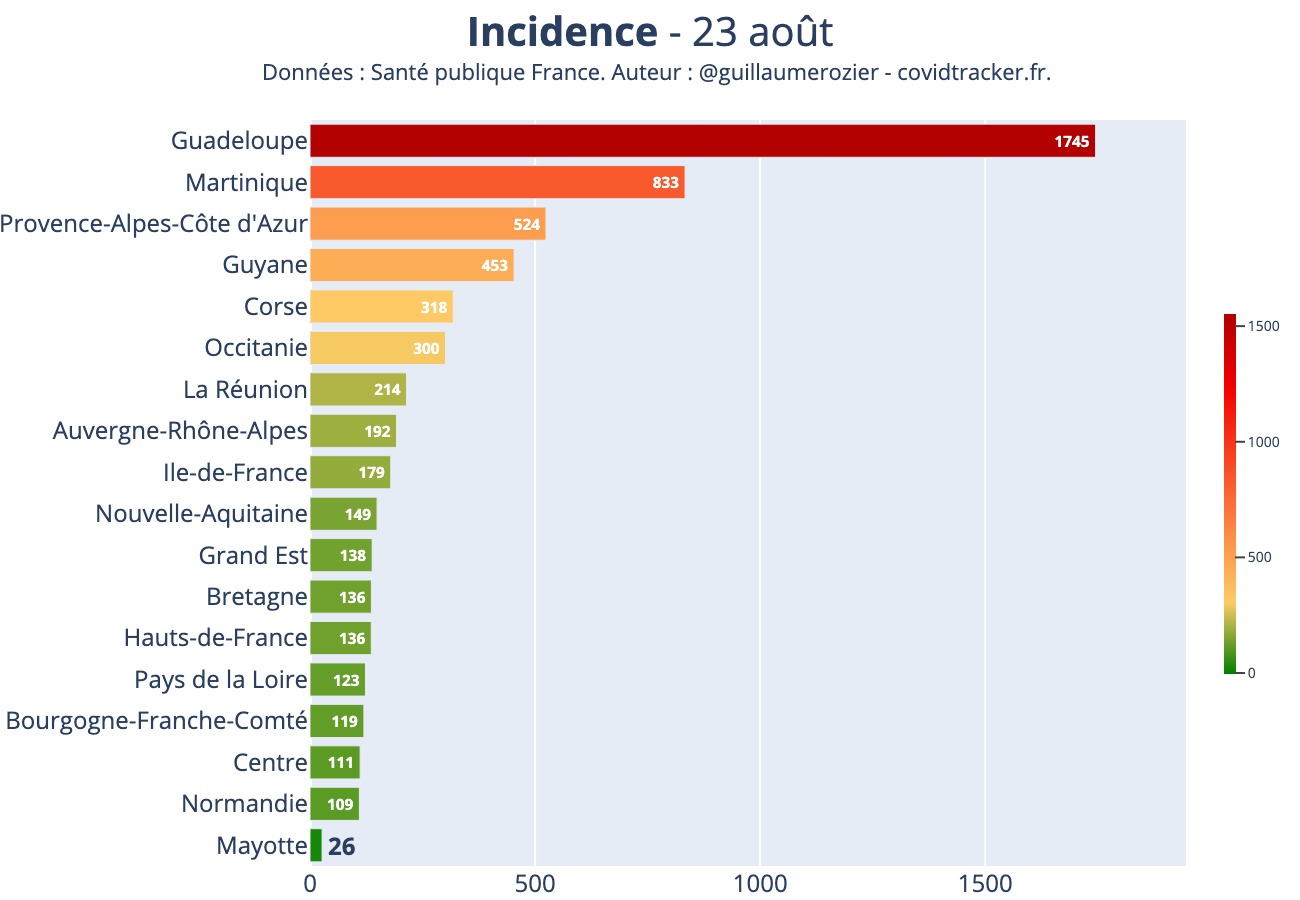 Incidence - 23 août
Données : Santé publique France. Auteur : @guillaumerozier - covidtracker.fr.
Guadeloupe 1745
Martinique 833
Provence-Alpes-Côte d'Azur 524
Guyane 453
Corse 318
Occitanie 300
La Réunion 214
Auvergne-Rhône-Alpes 192
Ile-de-France 179
Nouvelle-Aquitaine 149
Grand Est 138
Bretagne 136
Hauts-de-France 136
Pays de la Loire 123
Bourgogne-Franche-Comté 119
Centre 111
Normandie 109
Mayotte 26
0 500 1000 1500
1500
1000
500
0